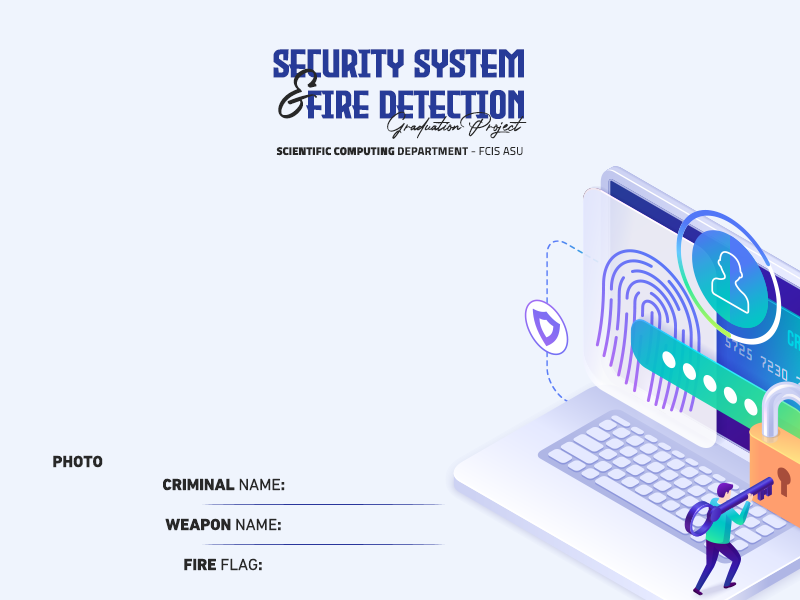 SECURITY SYSTEM
& FIRE DETECTION
Graduation Project
SCIENTIFIC COMPUTING DEPARTMENT - FCIS ASU
5725 7230
PHOTO
CRIMINAL NAME:
WEAPON NAME:
FIRE FLAG: